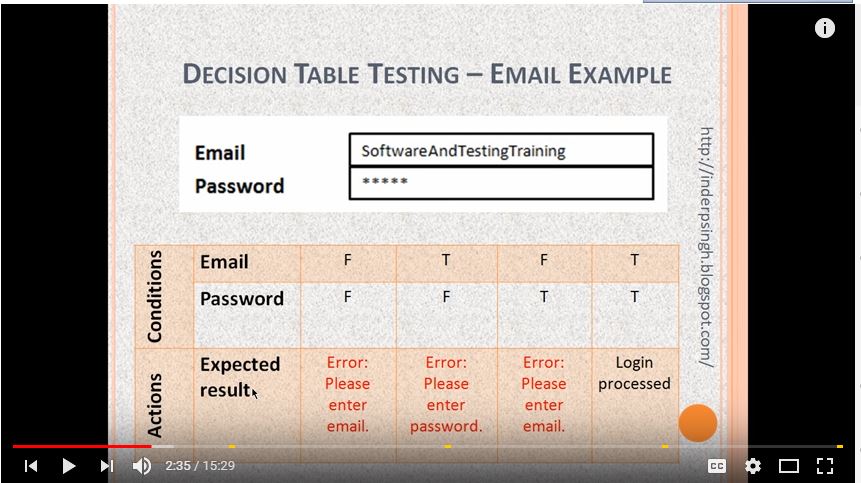 DECISION TABLE TESTING – EMAIL EXAMPLE
Email SoftwareAndTestingTraining
Password *****
http://inderpsingh.blogspot.com/
Conditions
Email F T F T
Password F F T T
Actions
Expected result
Error: Please enter email.
Error: Please enter password.
Error: Please enter email.
Login processed
2:35 / 15:29
CC